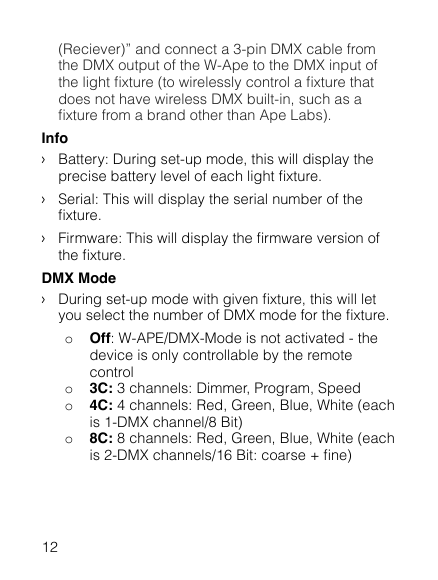 (Reciever)” and connect a 3-pin DMX cable from
the DMX output of the W-Ape to the DMX input of
the light fixture (to wirelessly control a fixture that
does not have wireless DMX built-in, such as a
fixture from a brand other than Ape Labs).
Info
› Battery: During set-up mode, this will display the
precise battery level of each light fixture.
› Serial: This will display the serial number of the
fixture.
› Firmware: This will display the firmware version of
the fixture.
DMX Mode
› During set-up mode with given fixture, this will let
you select the number of DMX mode for the fixture.
o Off: W-APE/DMX-Mode is not activated - the
device is only controllable by the remote
control
o 3C: 3 channels: Dimmer, Program, Speed
o 4C: 4 channels: Red, Green, Blue, White (each
is 1-DMX channel/8 Bit)
o 8C: 8 channels: Red, Green, Blue, White (each
is 2-DMX channels/16 Bit: coarse + fine)
12